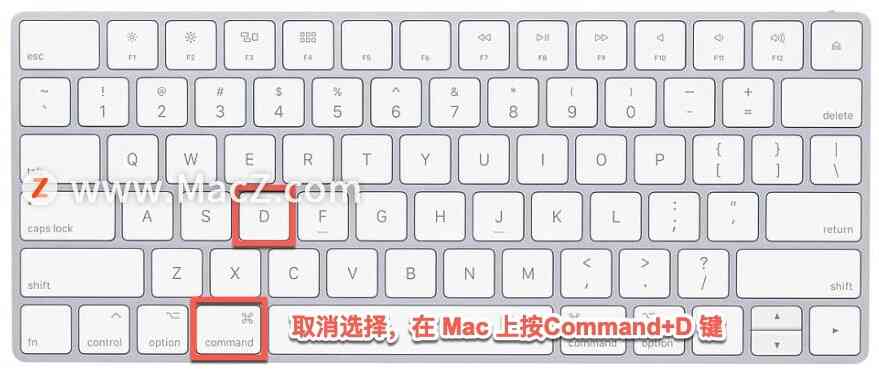 esc F1 F2 F3 F4 F5 F6 F7 F8 F9 F10 F11 F12
~ ` ! 1 @ 2 # 3 $ 4 % 5 ^ 6 & 7 * 8 ( 9 ) 0 — - + = delete
Q W E R T Y U I O P { [ } ] | \
Z www.MacZ.com
caps lock A S D F G H J K L : ; " ' return
shift Z X C V B N M < , > . ? / shift
fn control option ⌘ command 取消选择，在 Mac 上按Command+D 键 command option